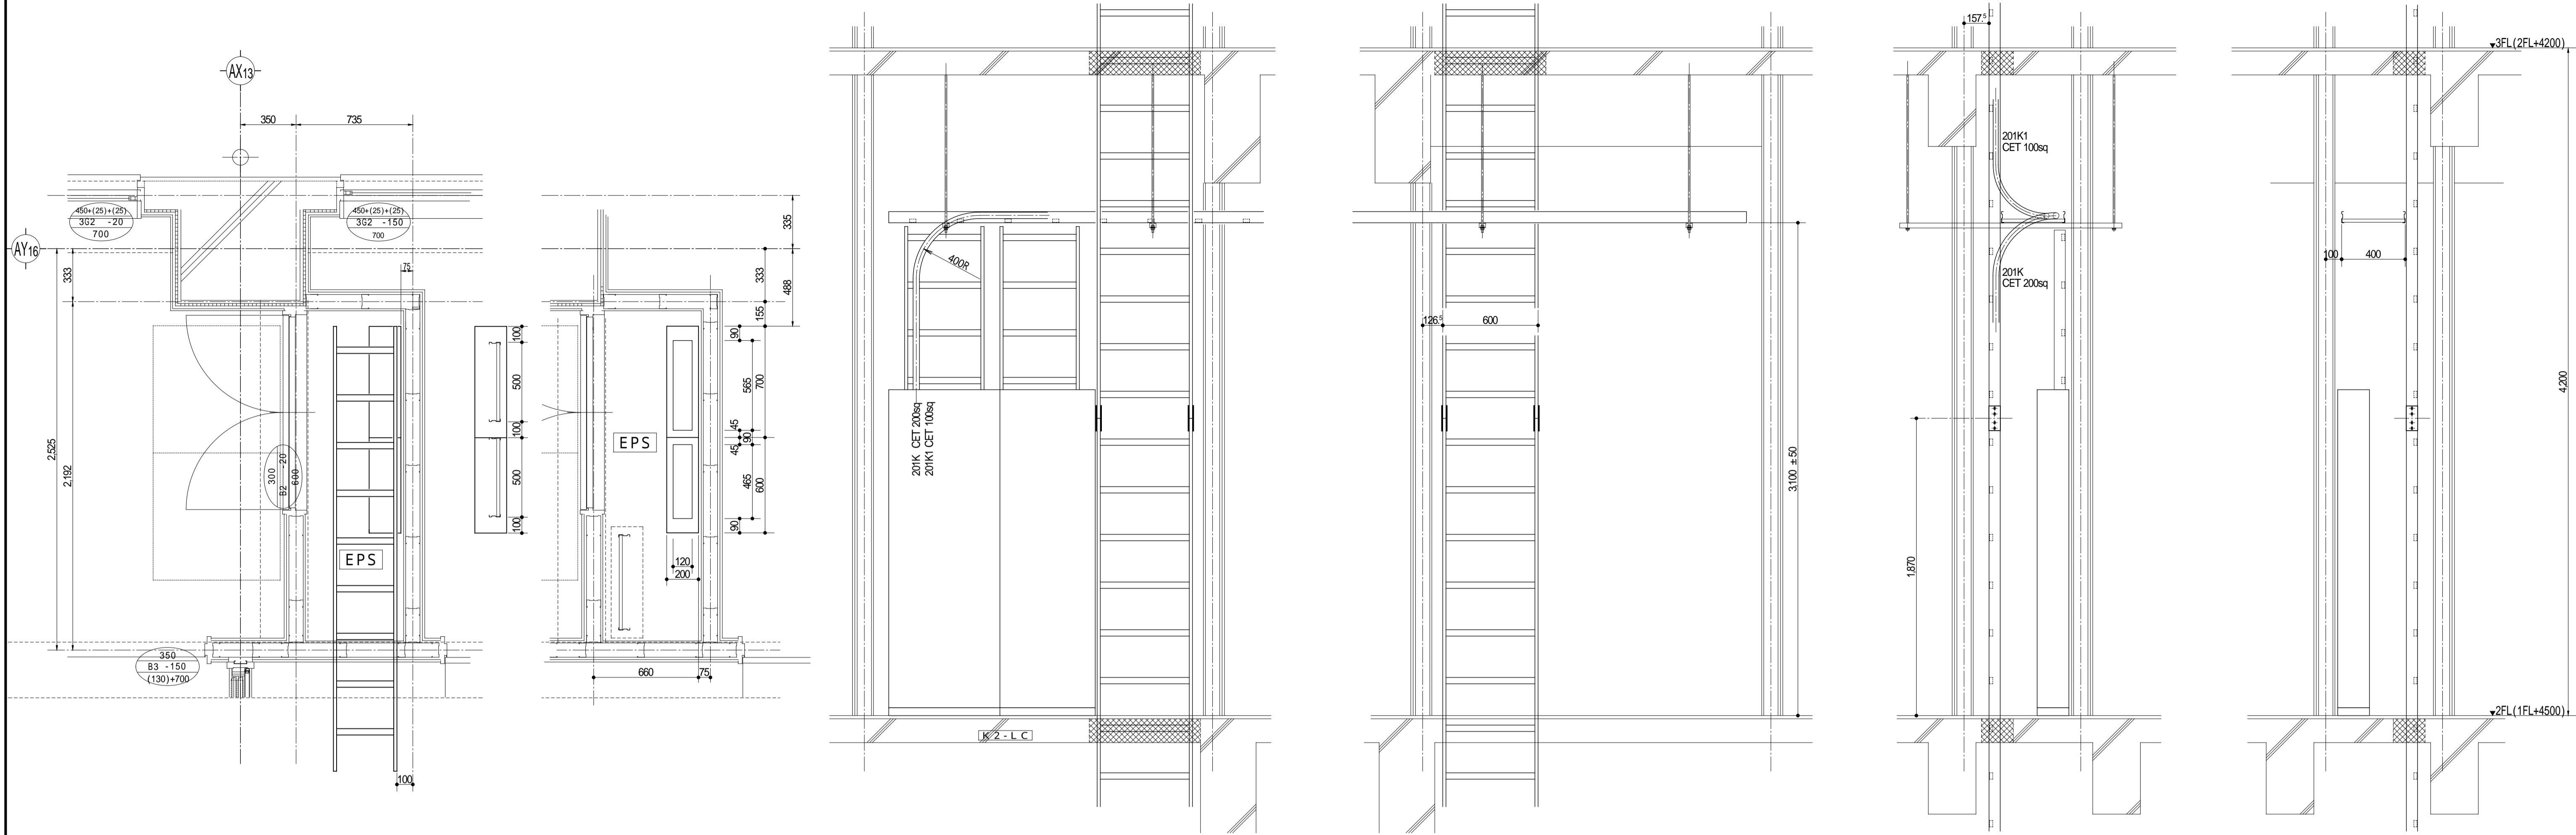 AX13
350
735
450+(25)+(25)
3G2 -20
700
450+(25)+(25)
3G2 -150
700
AY16
333
75
2,525
2,192
300
B2 -20
600
EPS
350
B3 -150
(130)+700
100
100
500
100
500
100
335
333
488
155
EPS
90
565
700
45
90
45
465
600
90
120
200
660
75
400R
201K CET 200sq
201K1 CET 100sq
K2-LC
126.5
600
3,100 ±50
157.5
201K1
CET 100sq
201K
CET 200sq
1,870
100
400
▼3FL(2FL+4200)
4,200
▼2FL(1FL+4500)